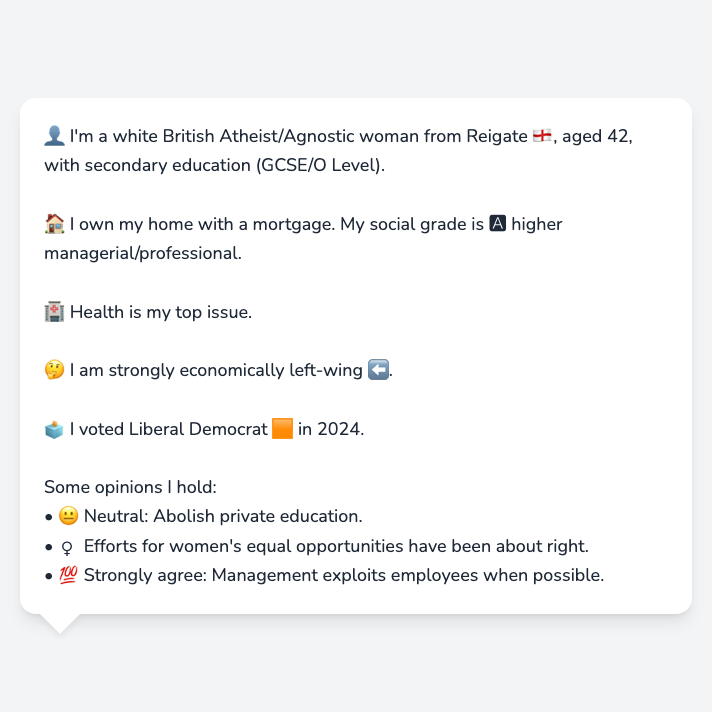 👤 I'm a white British Atheist/Agnostic woman from Reigate 🏴󠁧󠁢󠁥󠁮󠁧󠁿, aged 42,
with secondary education (GCSE/O Level).
🏠 I own my home with a mortgage. My social grade is 🅰 higher
managerial/professional.
🏥 Health is my top issue.
🤔 I am strongly economically left-wing ⬅️.
🗳️ I voted Liberal Democrat 🟧 in 2024.
Some opinions I hold:
• 😐 Neutral: Abolish private education.
• ♀ Efforts for women's equal opportunities have been about right.
• 💯 Strongly agree: Management exploits employees when possible.